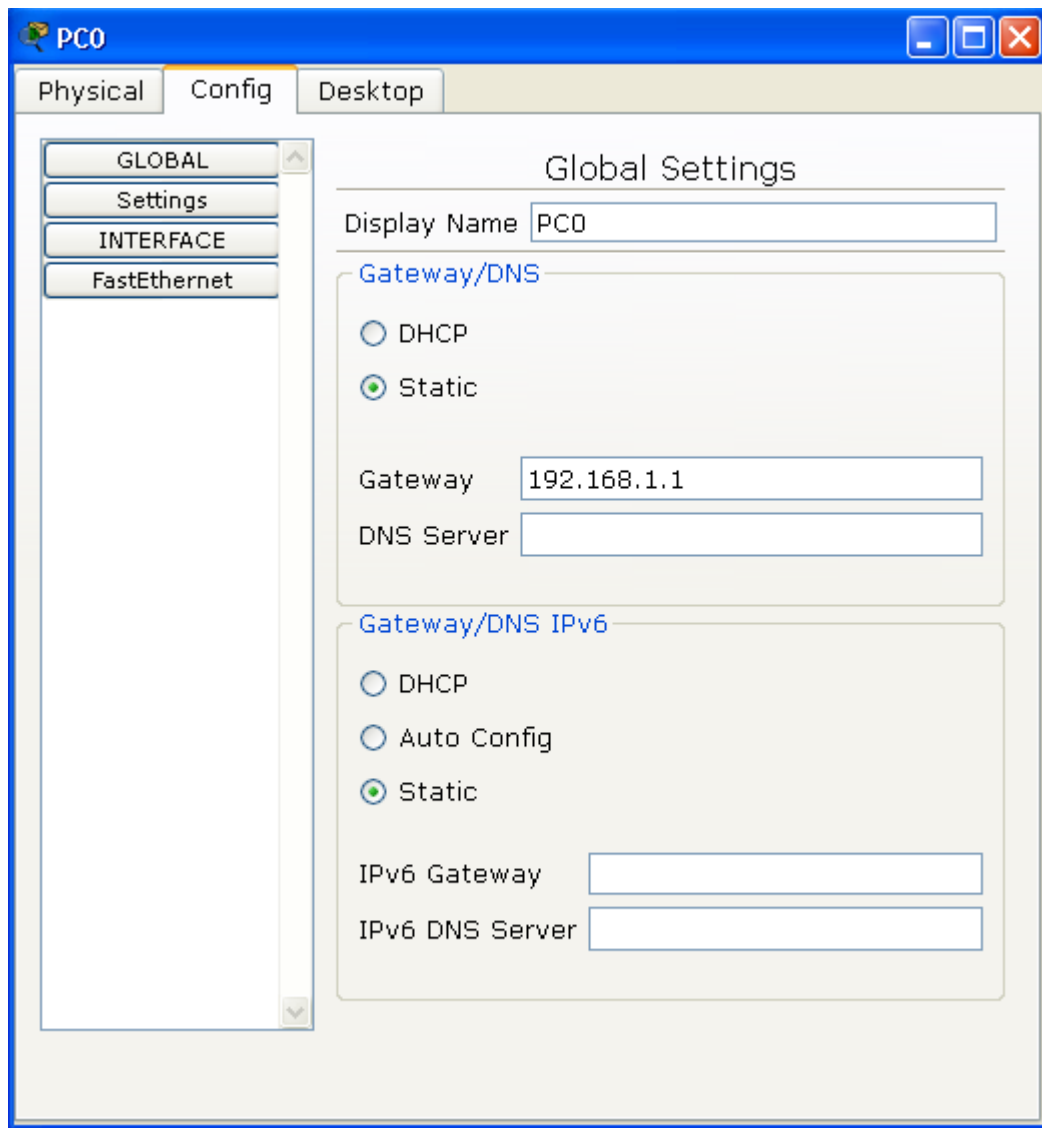 PC0
Physical Config Desktop
GLOBAL
Settings
INTERFACE
FastEthernet
Global Settings
Display Name PC0
Gateway/DNS
DHCP
Static
Gateway 192.168.1.1
DNS Server
Gateway/DNS IPv6
DHCP
Auto Config
Static
IPv6 Gateway
IPv6 DNS Server